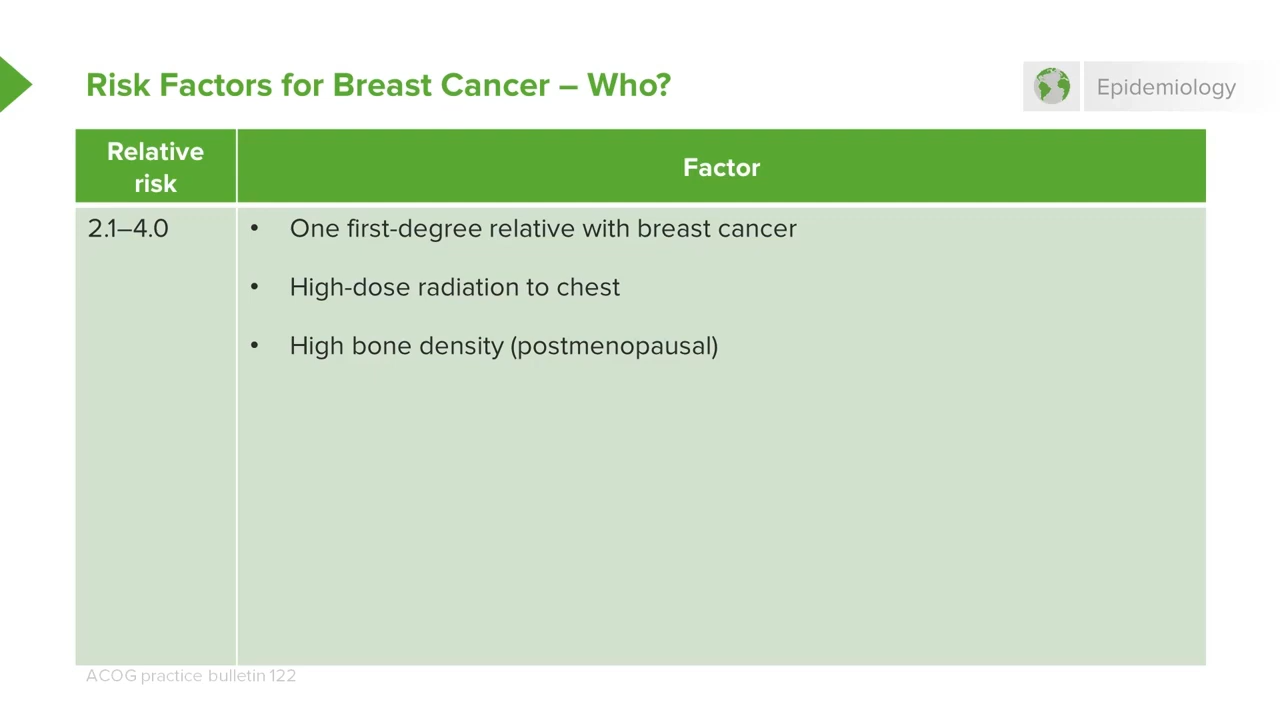 Risk Factors for Breast Cancer – Who?
Epidemiology
Relative
risk
Factor
2.1–4.0
• One first-degree relative with breast cancer
• High-dose radiation to chest
• High bone density (postmenopausal)
ACOG practice bulletin 122